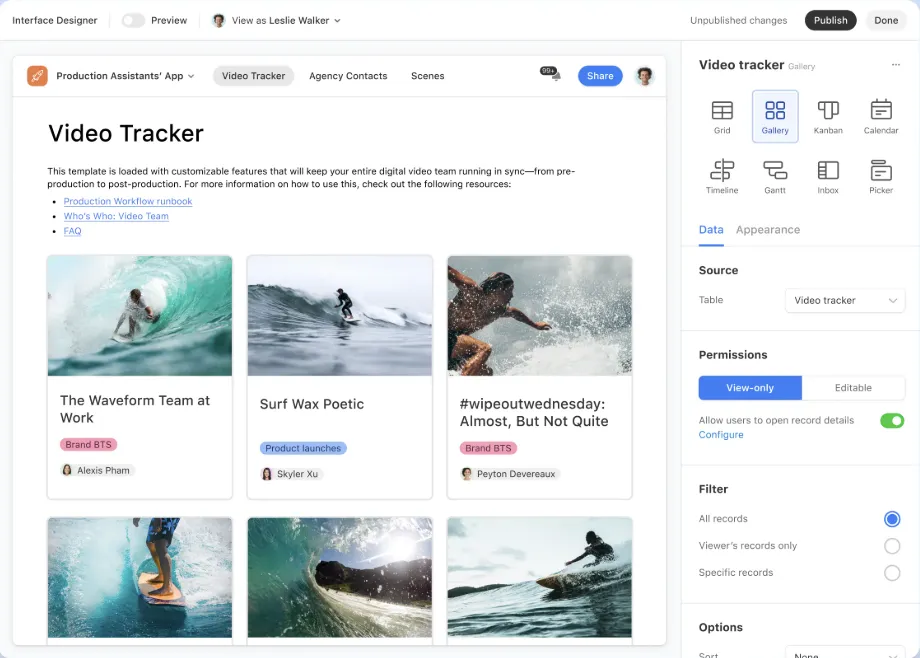 Interface Designer
Preview
View as Leslie Walker
Unpublished changes
Publish
Done
Production Assistants' App
Video Tracker
Agency Contacts
Scenes
99+
Share
Video Tracker
This template is loaded with customizable features that will keep your entire digital video team running in sync—from pre-
production to post-production. For more information on how to use this, check out the following resources:
• Production Workflow runbook
• Who's Who: Video Team
• FAQ
The Waveform Team at
Work
Brand BTS
Alexis Pham
Surf Wax Poetic
Product launches
Skyler Xu
#wipeoutwednesday:
Almost, But Not Quite
Brand BTS
Peyton Devereaux
Video tracker Gallery
Grid
Gallery
Kanban
Calendar
Timeline
Gantt
Inbox
Picker
Data
Appearance
Source
Table
Video tracker
Permissions
View-only
Editable
Allow users to open record details
Configure
Filter
All records
Viewer's records only
Specific records
Options
Sort
None